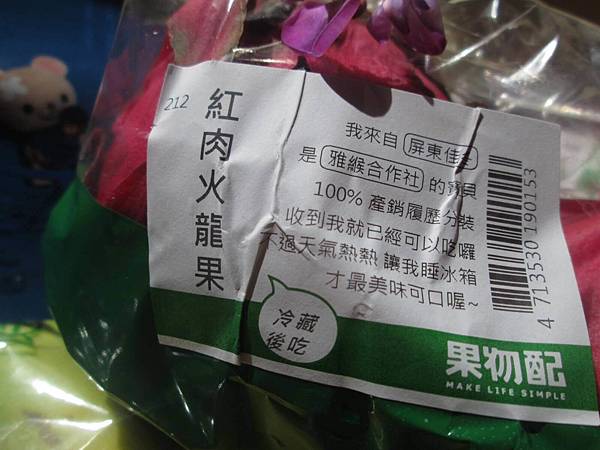 212
紅肉火龍果
我來自 屏東佳
是 雅緱合作社 的寶貝
100% 產銷履歷分裝
收到我就已經可以吃囉
不過天氣熱熱 讓我睡冰箱
才最美味可口喔~
冷藏
後吃
4 713530 190153
果物配
MAKE LIFE SIMPLE